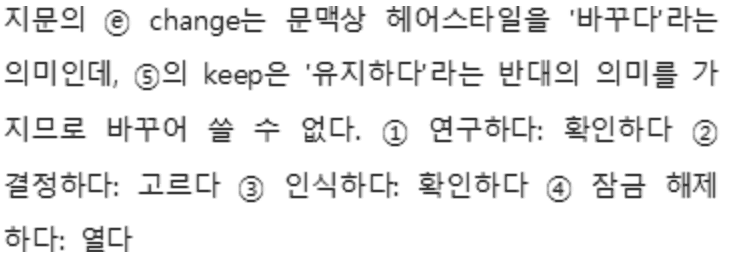 지문의 ⓔ change는 문맥상 헤어스타일을 '바꾸다'라는
의미인데, ⑤의 keep은 '유지하다'라는 반대의 의미를 가
지므로 바꾸어 쓸 수 없다. ① 연구하다: 확인하다 ②
결정하다: 고르다 ③ 인식하다: 확인하다 ④ 잠금 해제
하다: 열다